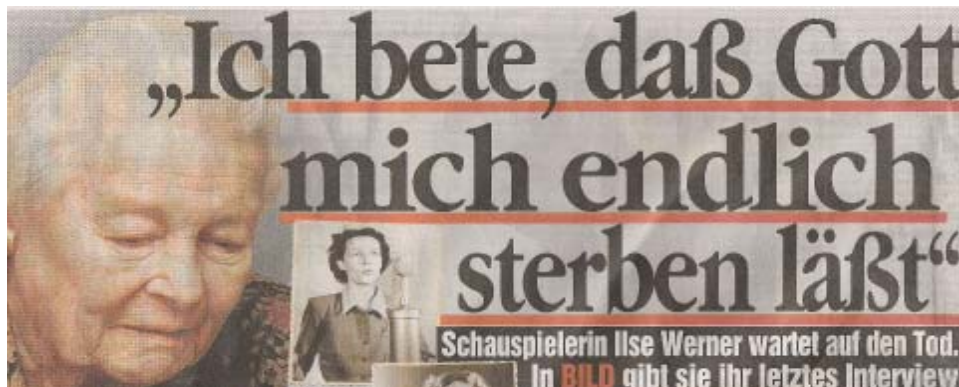 „Ich bete, daß Gott
mich endlich
sterben läßt“
Schauspielerin Ilse Werner wartet auf den Tod.
In BILD gibt sie ihr letztes Interview